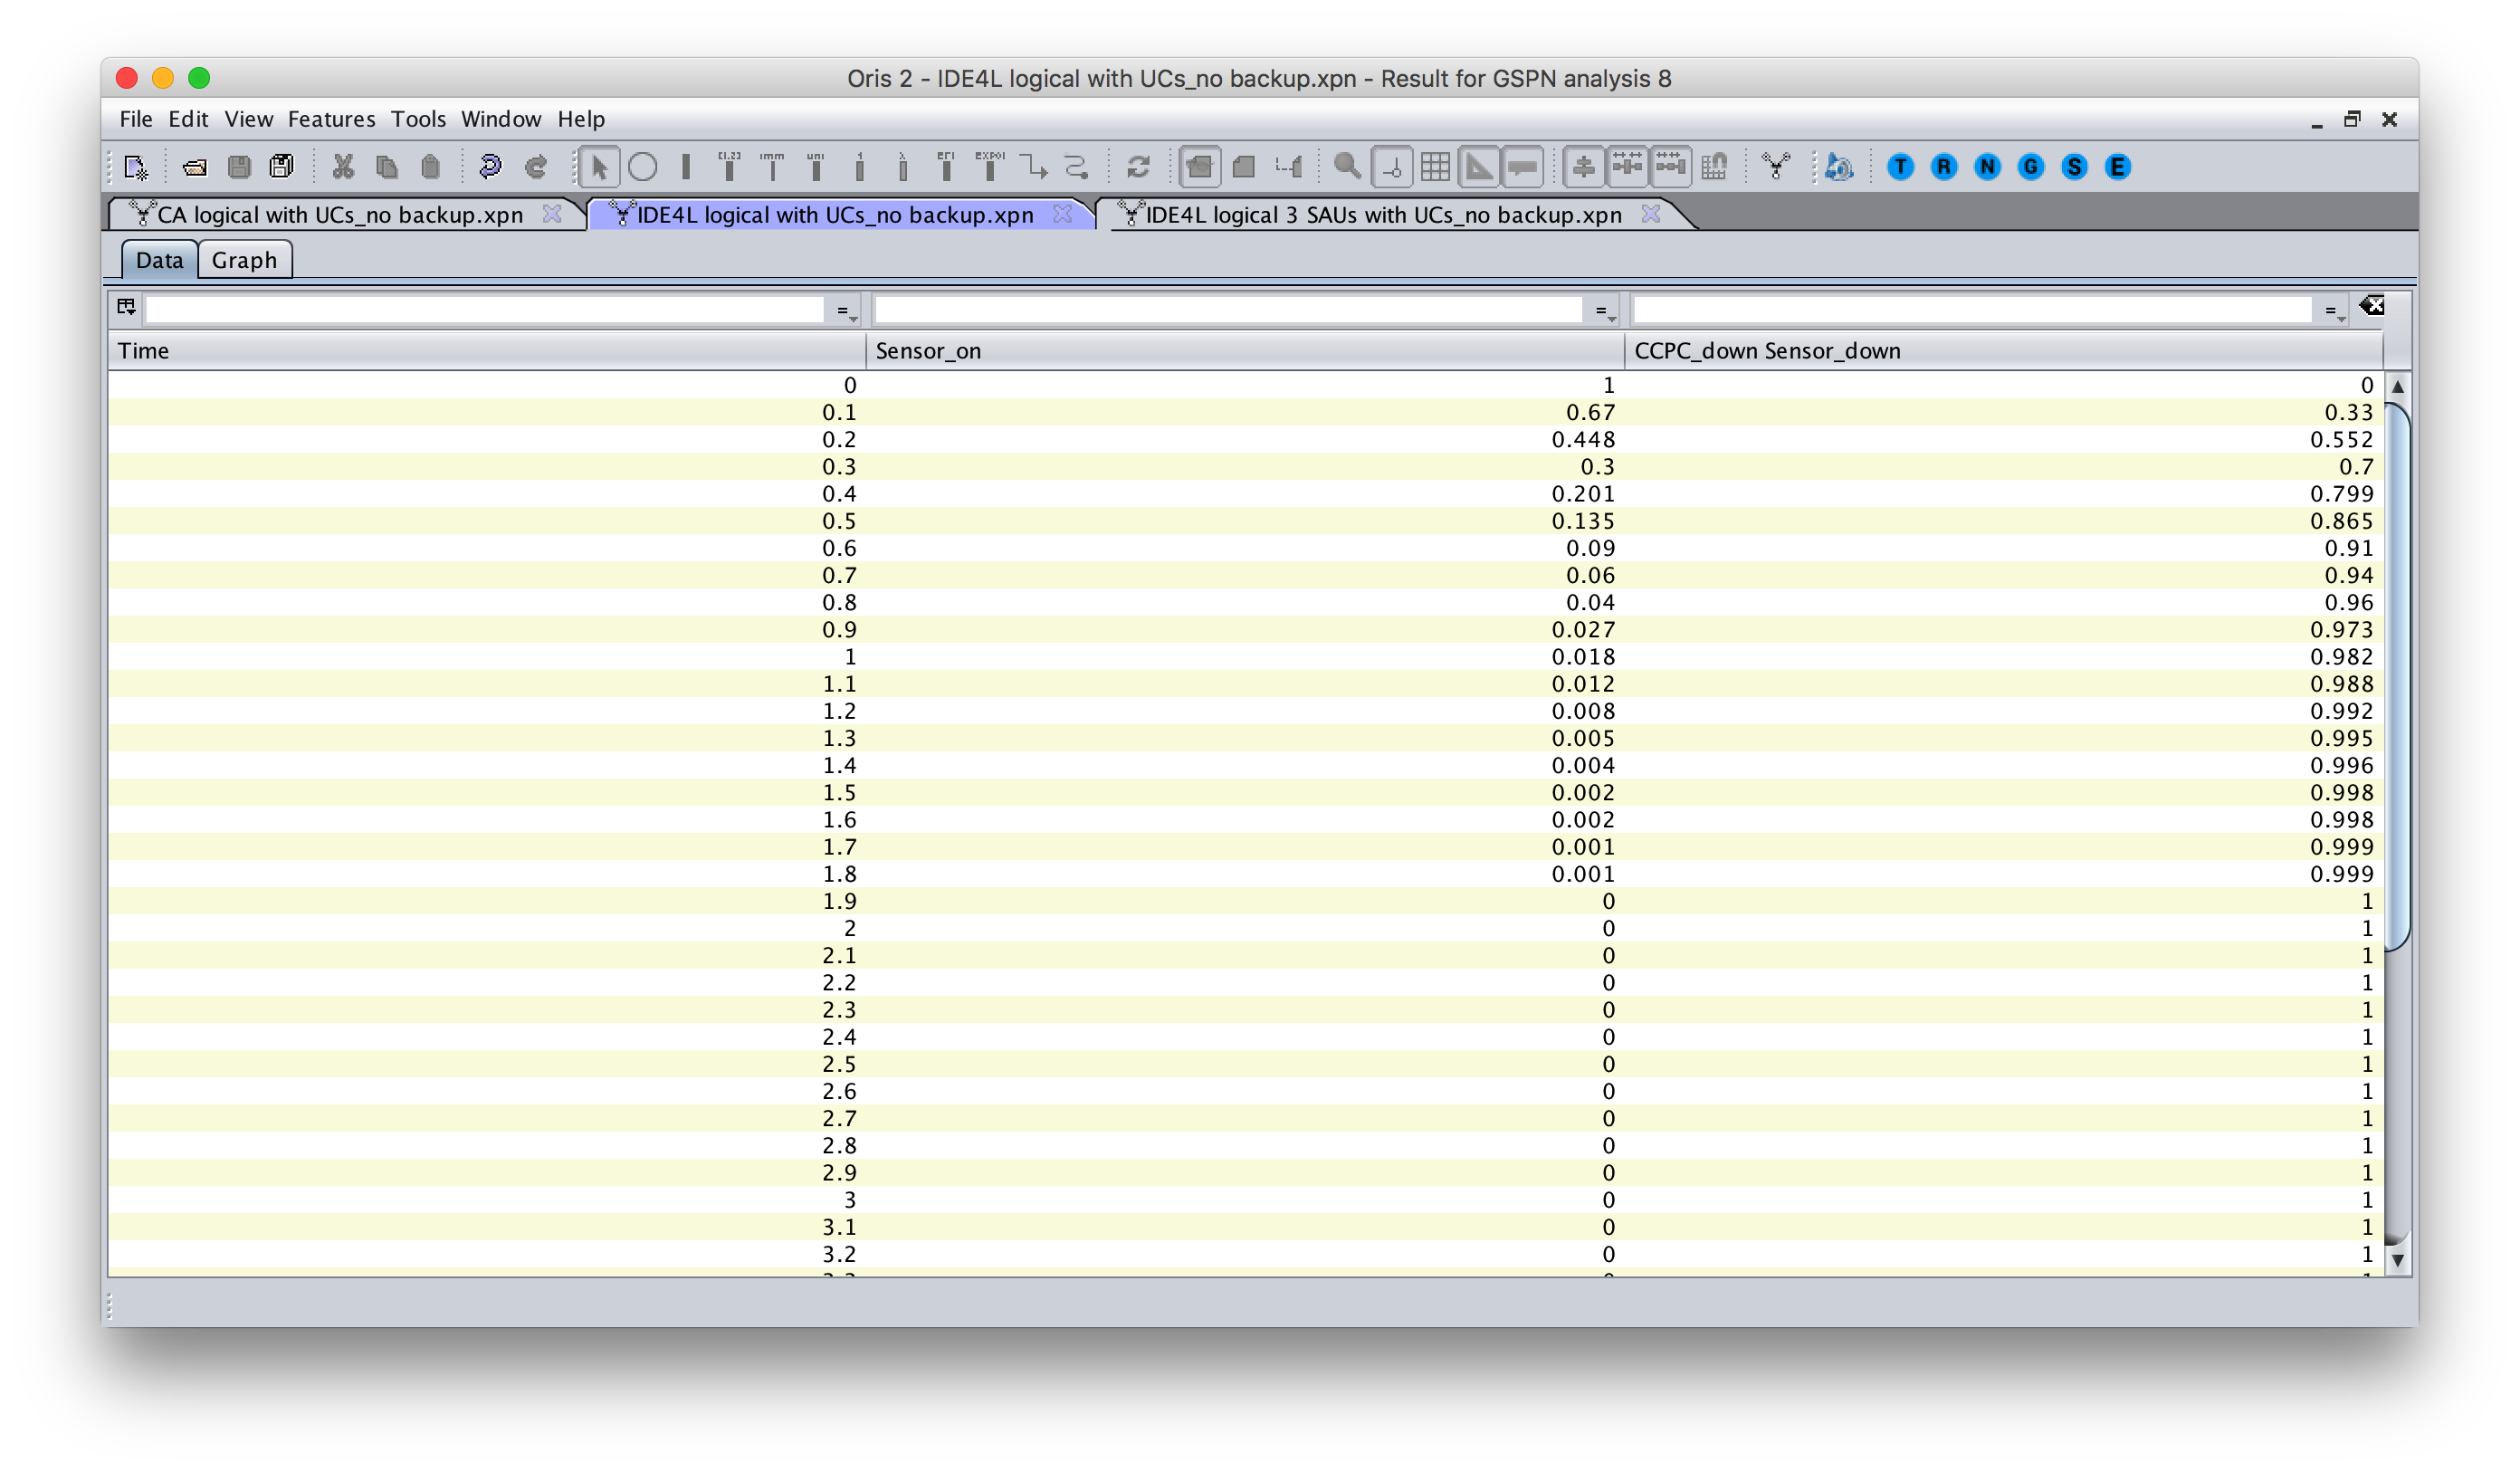 Oris 2 - IDE4L logical with UCs_no backup.xpn - Result for GSPN analysis 8
File Edit View Features Tools Window Help
T R N G S E
CA logical with UCs_no backup.xpn IDE4L logical with UCs_no backup.xpn IDE4L logical 3 SAUs with UCs_no backup.xpn
Data Graph
= = =
Time Sensor_on CCPC_down Sensor_down
0 1 0
0.1 0.67 0.33
0.2 0.448 0.552
0.3 0.3 0.7
0.4 0.201 0.799
0.5 0.135 0.865
0.6 0.09 0.91
0.7 0.06 0.94
0.8 0.04 0.96
0.9 0.027 0.973
1 0.018 0.982
1.1 0.012 0.988
1.2 0.008 0.992
1.3 0.005 0.995
1.4 0.004 0.996
1.5 0.002 0.998
1.6 0.002 0.998
1.7 0.001 0.999
1.8 0.001 0.999
1.9 0 1
2 0 1
2.1 0 1
2.2 0 1
2.3 0 1
2.4 0 1
2.5 0 1
2.6 0 1
2.7 0 1
2.8 0 1
2.9 0 1
3 0 1
3.1 0 1
3.2 0 1